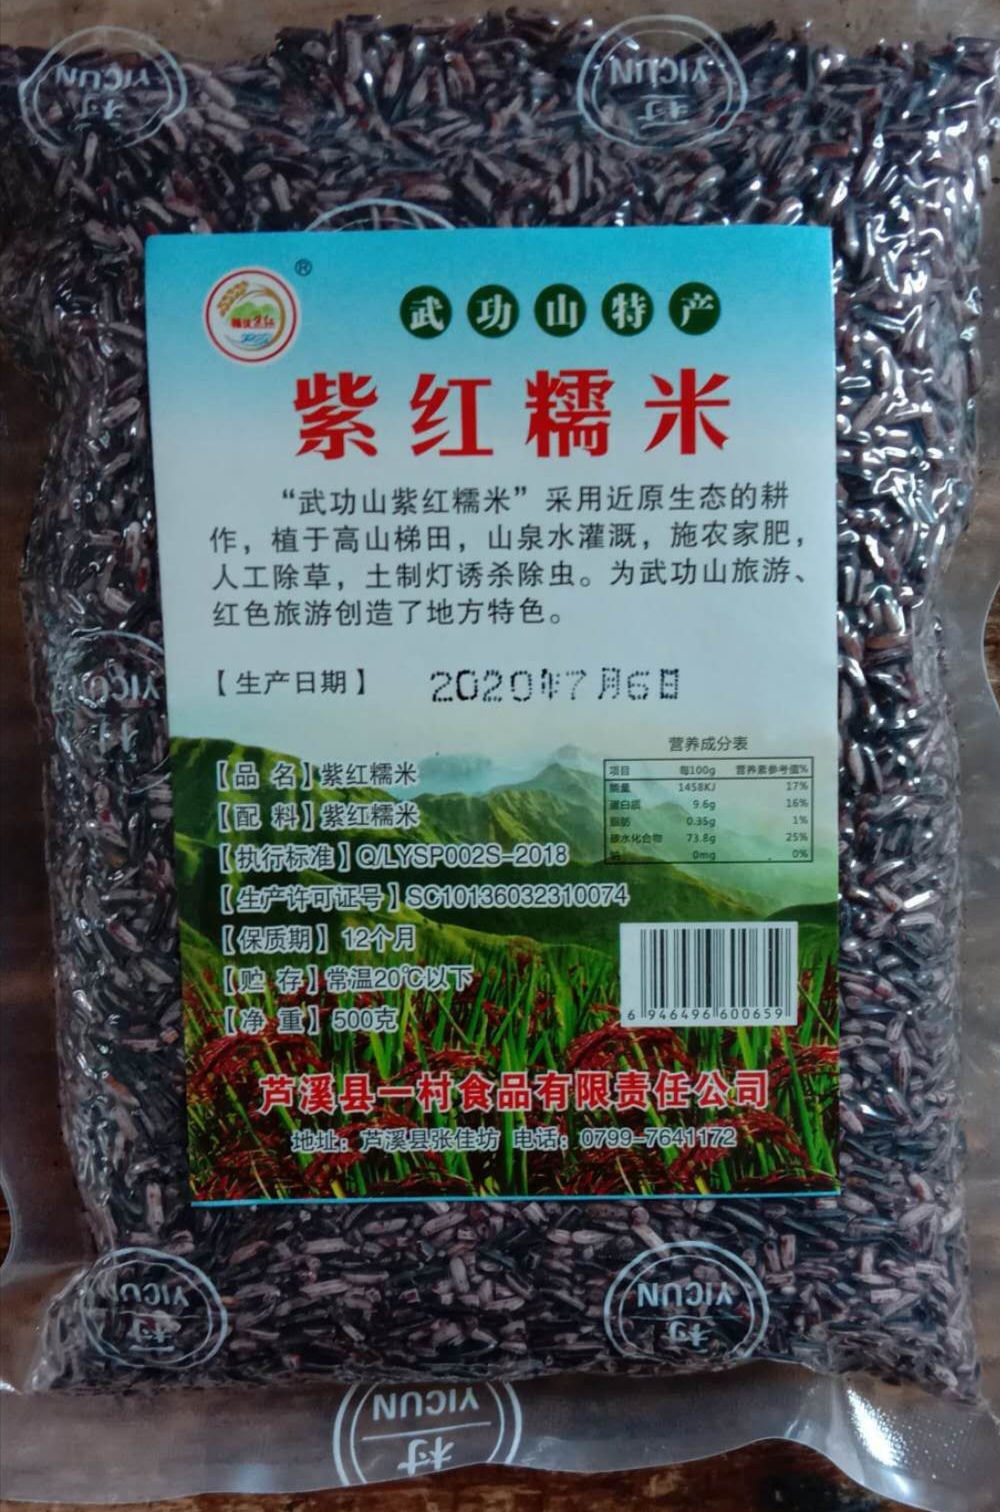 YICUN
村
YICUN
村
®
武功山特产
紫红糯米
“武功山紫红糯米”采用近原生态的耕
作，植于高山梯田，山泉水灌溉，施农家肥，
人工除草，土制灯诱杀除虫。为武功山旅游、
红色旅游创造了地方特色。
【生产日期】 2020年7月6日
营养成分表
项目 每100g 营养素参考值%
能量 1458KJ 17%
蛋白质 9.6g 16%
脂肪 0.35g 1%
碳水化合物 73.8g 25%
钠 0mg 0%
【品 名】紫红糯米
【配 料】紫红糯米
【执行标准】Q/LYSP002S-2018
【生产许可证号】SC10136032310074
【保质期】12个月
【贮 存】常温20℃以下
【净 重】500克
6 946496 600659
芦溪县一村食品有限责任公司
地址：芦溪县张佳坊 电话：0799-7641172
YICUN
村
YICUN
村
YICUN
村
YICUN
村